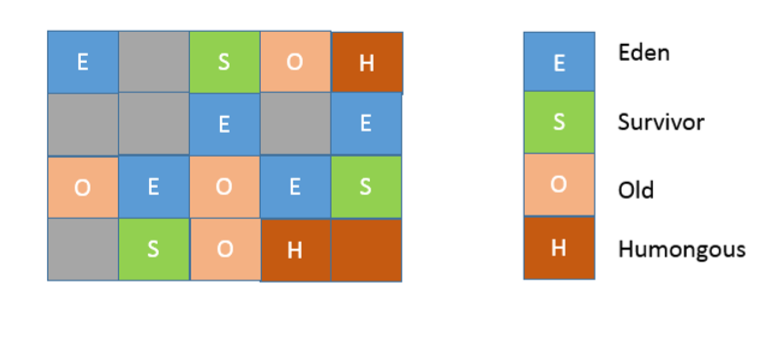 E S O H
E E
O E O E S
S O H
E Eden
S Survivor
O Old
H Humongous